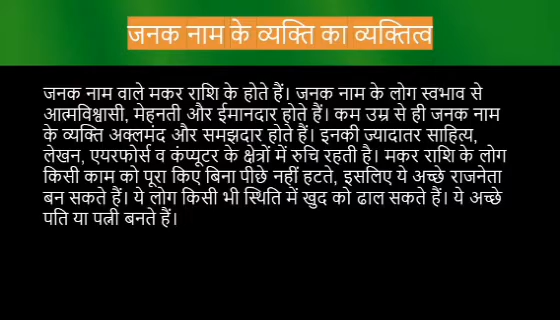 जनक नाम के व्यक्ति का व्यक्तित्व
जनक नाम वाले मकर राशि के होते हैं। जनक नाम के लोग स्वभाव से
आत्मविश्वासी, मेहनती और ईमानदार होते हैं। कम उम्र से ही जनक नाम
के व्यक्ति अक्लमंद और समझदार होते हैं। इनकी ज्यादातर साहित्य,
लेखन, एयरफोर्स व कंप्यूटर के क्षेत्रों में रुचि रहती है। मकर राशि के लोग
किसी काम को पूरा किए बिना पीछे नहीं हटते, इसलिए ये अच्छे राजनेता
बन सकते हैं। ये लोग किसी भी स्थिति में खुद को ढाल सकते हैं। ये अच्छे
पति या पत्नी बनते हैं।